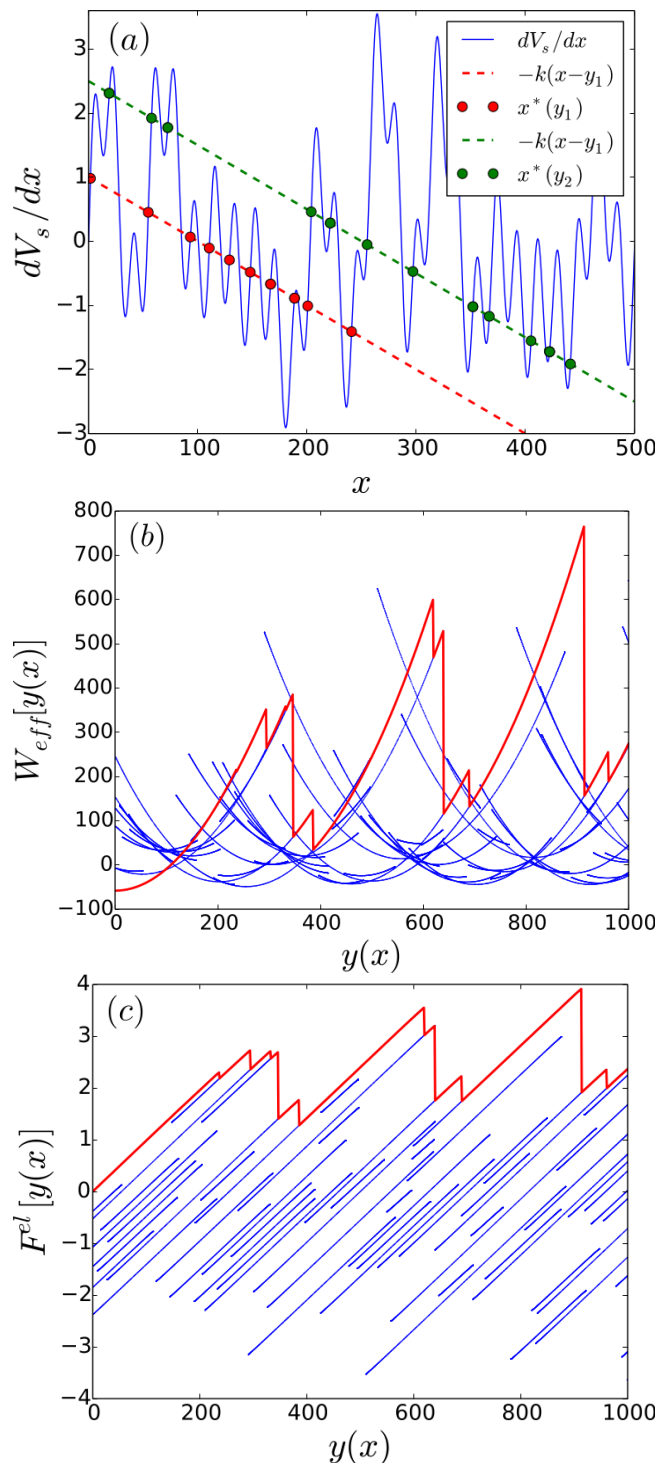 (a)
3
2
1
0
−1
−2
−3
dV_s/dx
0 100 200 300 400 500
x
dV_s/dx
−k(x−y_1)
x*(y_1)
−k(x−y_1)
x*(y_2)
(b)
800
700
600
500
400
300
200
100
0
−100
W_{eff}[y(x)]
0 200 400 600 800 1000
y(x)
(c)
4
3
2
1
0
−1
−2
−3
−4
F^{el}[y(x)]
0 200 400 600 800 1000
y(x)